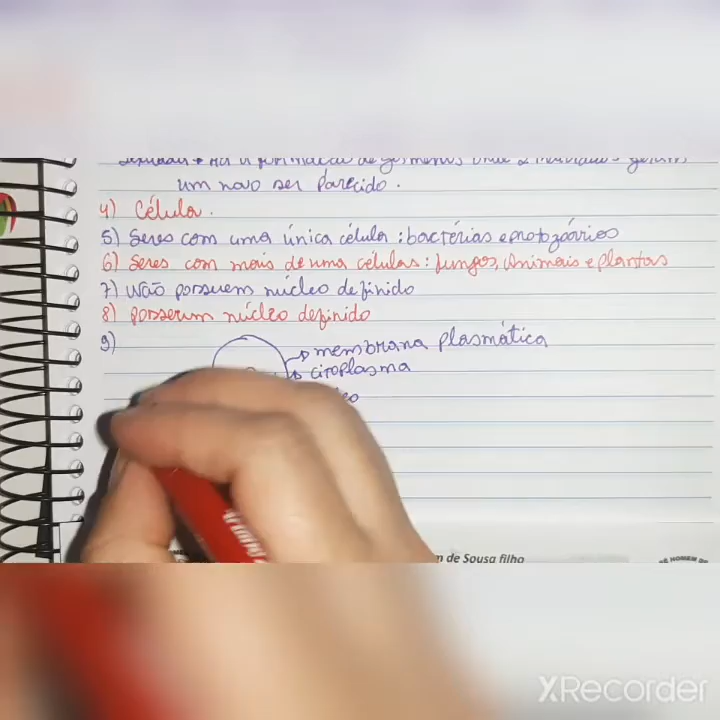 um novo ser parecido.
4) Célula.
5) Seres com uma única célula: bactérias e protozoários
6) Seres com mais de uma células: fungos, animais e plantas
7) Não possuem núcleo definido
8) possuem núcleo definido
9)
membrana plasmática
citoplasma
de Sousa filho
XRecorder